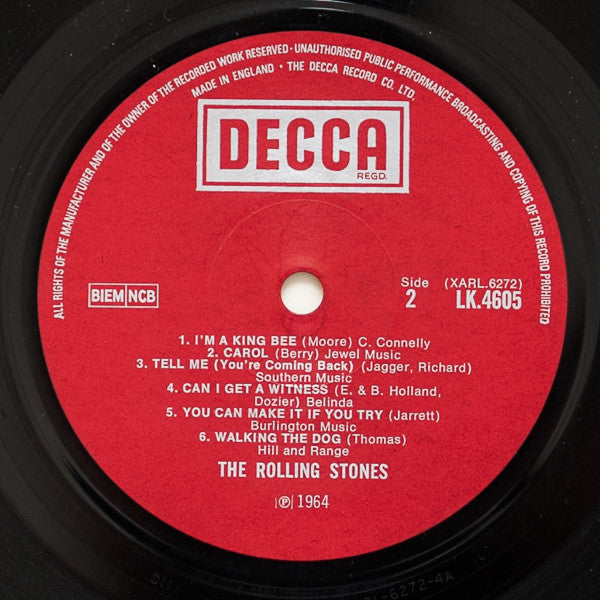 ALL RIGHTS OF THE MANUFACTURER AND OF THE OWNER OF THE RECORDED WORK RESERVED · UNAUTHORISED PUBLIC PERFORMANCE BROADCASTING AND COPYING OF THIS RECORD PROHIBITED
MADE IN ENGLAND · THE DECCA RECORD CO. LTD.
DECCA
REGD.
BIEM NCB
Side (XARL.6272)
2 LK.4605
1. I'M A KING BEE (Moore) C. Connelly
2. CAROL (Berry) Jewel Music
3. TELL ME (You're Coming Back) (Jagger, Richard)
Southern Music
4. CAN I GET A WITNESS (E. & B. Holland,
Dozier) Belinda
5. YOU CAN MAKE IT IF YOU TRY (Jarrett)
Burlington Music
6. WALKING THE DOG (Thomas)
Hill and Range
THE ROLLING STONES
℗ 1964
-6272-4A